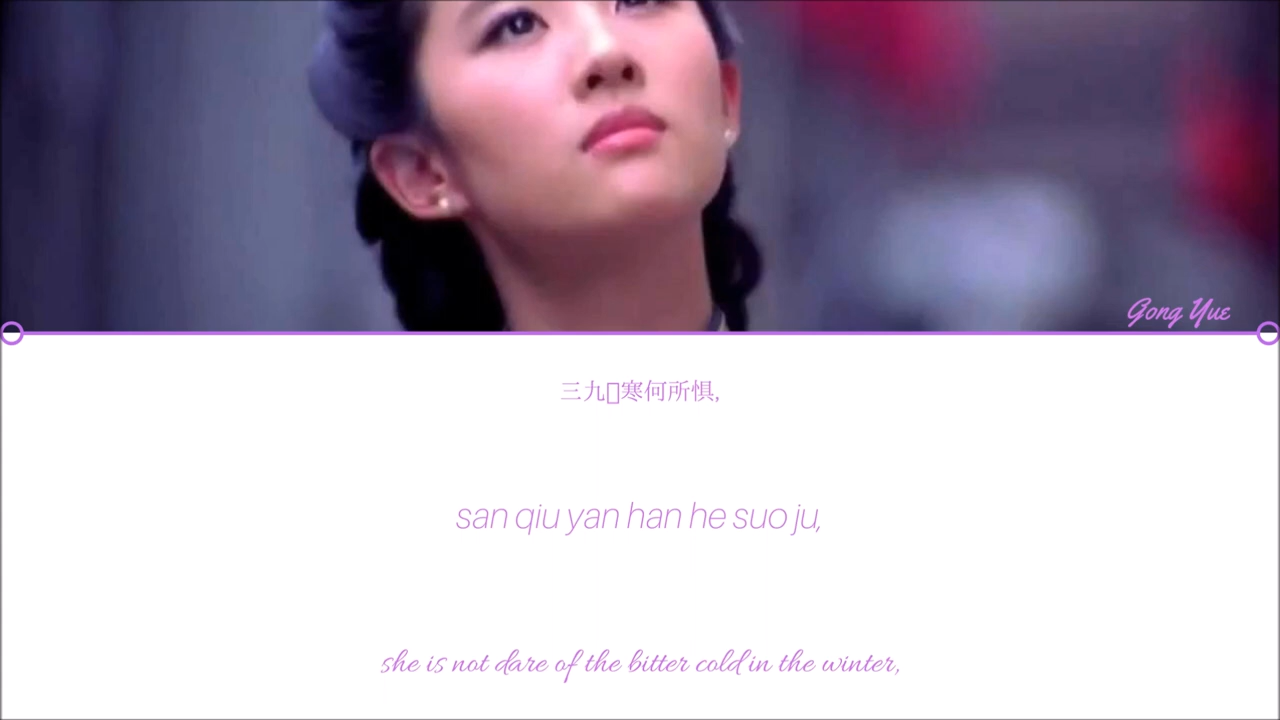 Gong Yue
三九▯寒何所惧,
san qiu yan han he suo ju,
she is not dare of the bitter cold in the winter,